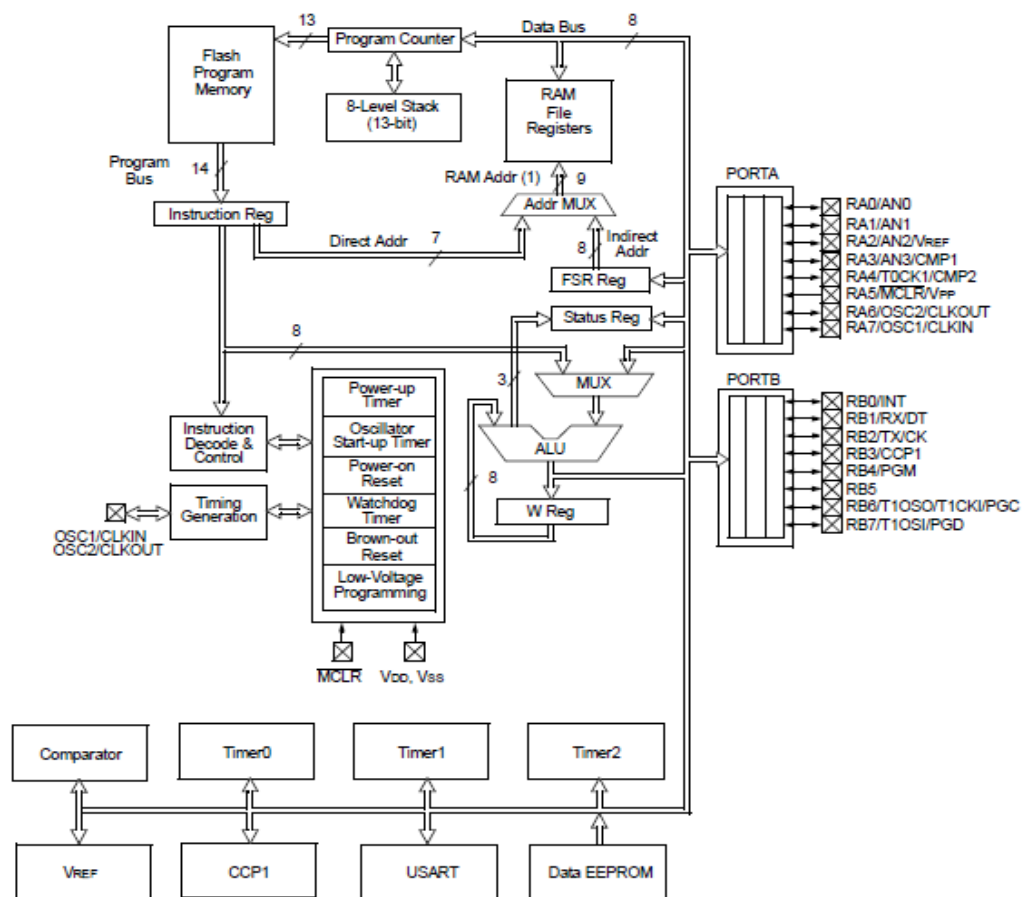 13
Data Bus
8
Flash
Program
Memory
Program Counter
8-Level Stack
(13-bit)
RAM
File
Registers
Program
Bus
14
RAM Addr (1)
9
Addr MUX
Instruction Reg
Direct Addr
7
8
Indirect
Addr
FSR Reg
Status Reg
8
3
MUX
ALU
8
W Reg
Instruction
Decode &
Control
Timing
Generation
OSC1/CLKIN
OSC2/CLKOUT
Power-up
Timer
Oscillator
Start-up Timer
Power-on
Reset
Watchdog
Timer
Brown-out
Reset
Low-Voltage
Programming
MCLR
VDD, VSS
PORTA
RA0/AN0
RA1/AN1
RA2/AN2/VREF
RA3/AN3/CMP1
RA4/T0CK1/CMP2
RA5/MCLR/VPP
RA6/OSC2/CLKOUT
RA7/OSC1/CLKIN
PORTB
RB0/INT
RB1/RX/DT
RB2/TX/CK
RB3/CCP1
RB4/PGM
RB5
RB6/T1OSO/T1CKI/PGC
RB7/T1OSI/PGD
Comparator
Timer0
Timer1
Timer2
VREF
CCP1
USART
Data EEPROM